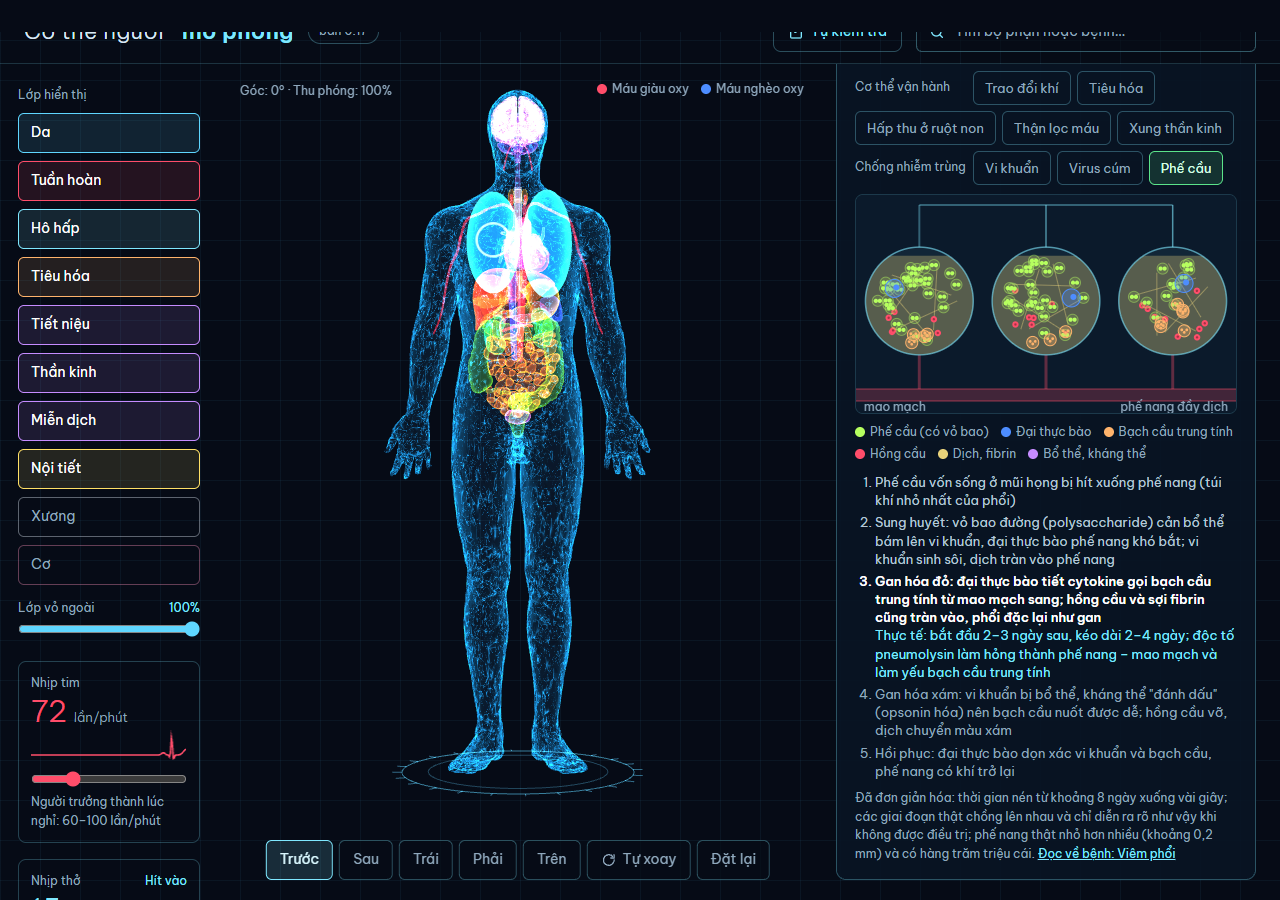 Cơ thể người mô phỏng
bản 0.11
Tự kiểm tra
Tìm bộ phận hoặc bệnh...
Lớp hiển thị
Da
Tuần hoàn
Hô hấp
Tiêu hóa
Tiết niệu
Thần kinh
Miễn dịch
Nội tiết
Xương
Cơ
Lớp vỏ ngoài 100%
Nhịp tim
72 lần/phút
Người trưởng thành lúc
nghỉ: 60–100 lần/phút
Nhịp thở Hít vào
Góc: 0° · Thu phóng: 100%
Máu giàu oxy Máu nghèo oxy
Trước Sau Trái Phải Trên Tự xoay Đặt lại
Cơ thể vận hành Trao đổi khí Tiêu hóa
Hấp thu ở ruột non Thận lọc máu Xung thần kinh
Chống nhiễm trùng Vi khuẩn Virus cúm Phế cầu
mao mạch phế nang đầy dịch
Phế cầu (có vỏ bao) Đại thực bào Bạch cầu trung tính
Hồng cầu Dịch, fibrin Bổ thể, kháng thể
1. Phế cầu vốn sống ở mũi họng bị hít xuống phế nang (túi
khí nhỏ nhất của phổi)
2. Sung huyết: vỏ bao đường (polysaccharide) cản bổ thể
bám lên vi khuẩn, đại thực bào phế nang khó bắt; vi
khuẩn sinh sôi, dịch tràn vào phế nang
3. Gan hóa đỏ: đại thực bào tiết cytokine gọi bạch cầu
trung tính từ mao mạch sang; hồng cầu và sợi fibrin
cũng tràn vào, phổi đặc lại như gan
Thực tế: bắt đầu 2–3 ngày sau, kéo dài 2–4 ngày; độc tố
pneumolysin làm hỏng thành phế nang – mao mạch và
làm yếu bạch cầu trung tính
4. Gan hóa xám: vi khuẩn bị bổ thể, kháng thể "đánh dấu"
(opsonin hóa) nên bạch cầu nuốt được dễ; hồng cầu vỡ,
dịch chuyển màu xám
5. Hồi phục: đại thực bào dọn xác vi khuẩn và bạch cầu,
phế nang có khí trở lại
Đã đơn giản hóa: thời gian nén từ khoảng 8 ngày xuống vài giây;
các giai đoạn thật chồng lên nhau và chỉ diễn ra rõ như vậy khi
không được điều trị; phế nang thật nhỏ hơn nhiều (khoảng 0,2
mm) và có hàng trăm triệu cái. Đọc về bệnh: Viêm phổi